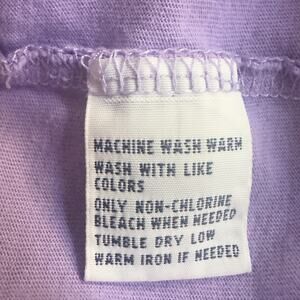 MACHINE WASH WARM
WASH WITH LIKE
COLORS
ONLY NON-CHLORINE
BLEACH WHEN NEEDED
TUMBLE DRY LOW
WARM IRON IF NEEDED